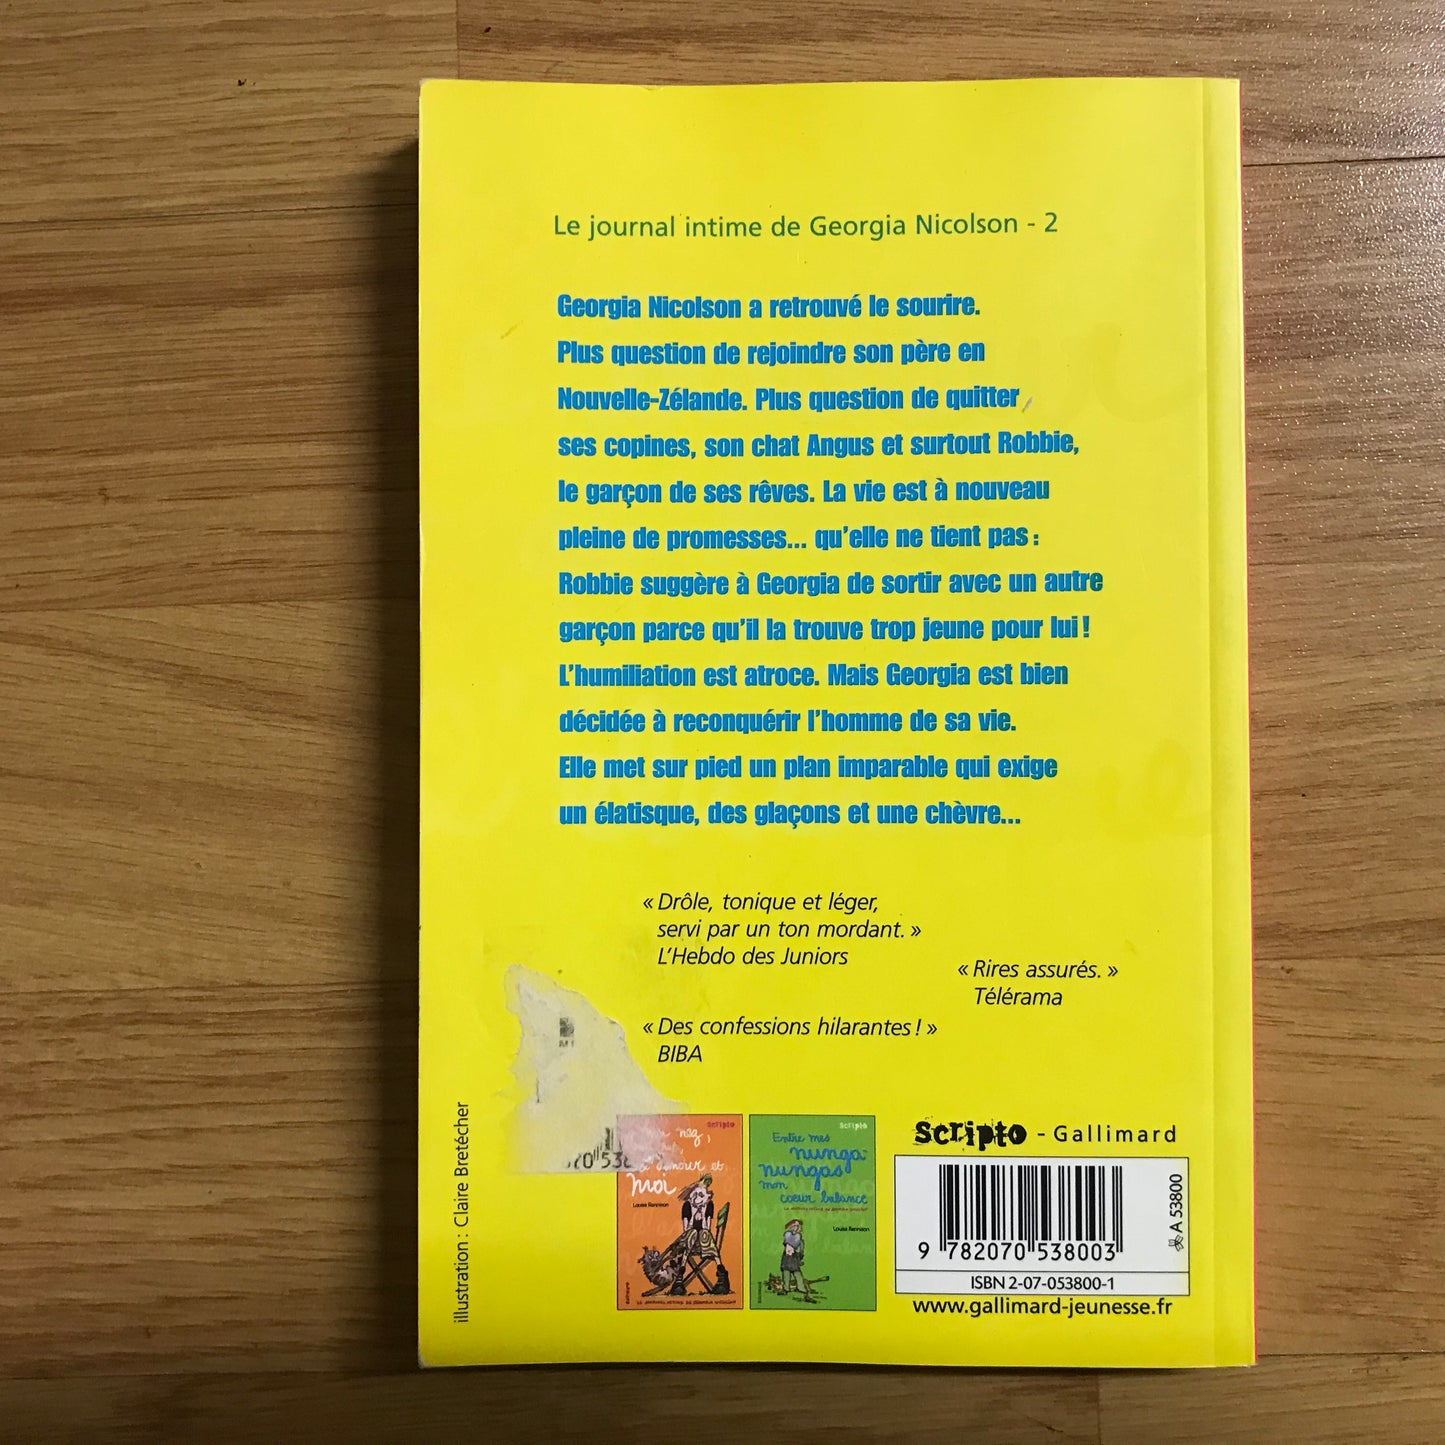 Le journal intime de Georgia Nicolson - 2
Georgia Nicolson a retrouvé le sourire.
Plus question de rejoindre son père en
Nouvelle-Zélande. Plus question de quitter
ses copines, son chat Angus et surtout Robbie,
le garçon de ses rêves. La vie est à nouveau
pleine de promesses... qu'elle ne tient pas :
Robbie suggère à Georgia de sortir avec un autre
garçon parce qu'il la trouve trop jeune pour lui !
L'humiliation est atroce. Mais Georgia est bien
décidée à reconquérir l'homme de sa vie.
Elle met sur pied un plan imparable qui exige
un élatisque, des glaçons et une chèvre...
« Drôle, tonique et léger,
servi par un ton mordant. »
L'Hebdo des Juniors
« Rires assurés. »
Télérama
« Des confessions hilarantes ! »
BIBA
illustration : Claire Bretécher
scripto
nez,
amour et
moi
Louise Rennison
scripto
Entre mes
nunga-
nungas
mon
coeur balance
Louise Rennison
scripto - Gallimard
9 782070 538003
A 53800
ISBN 2-07-053800-1
www.gallimard-jeunesse.fr